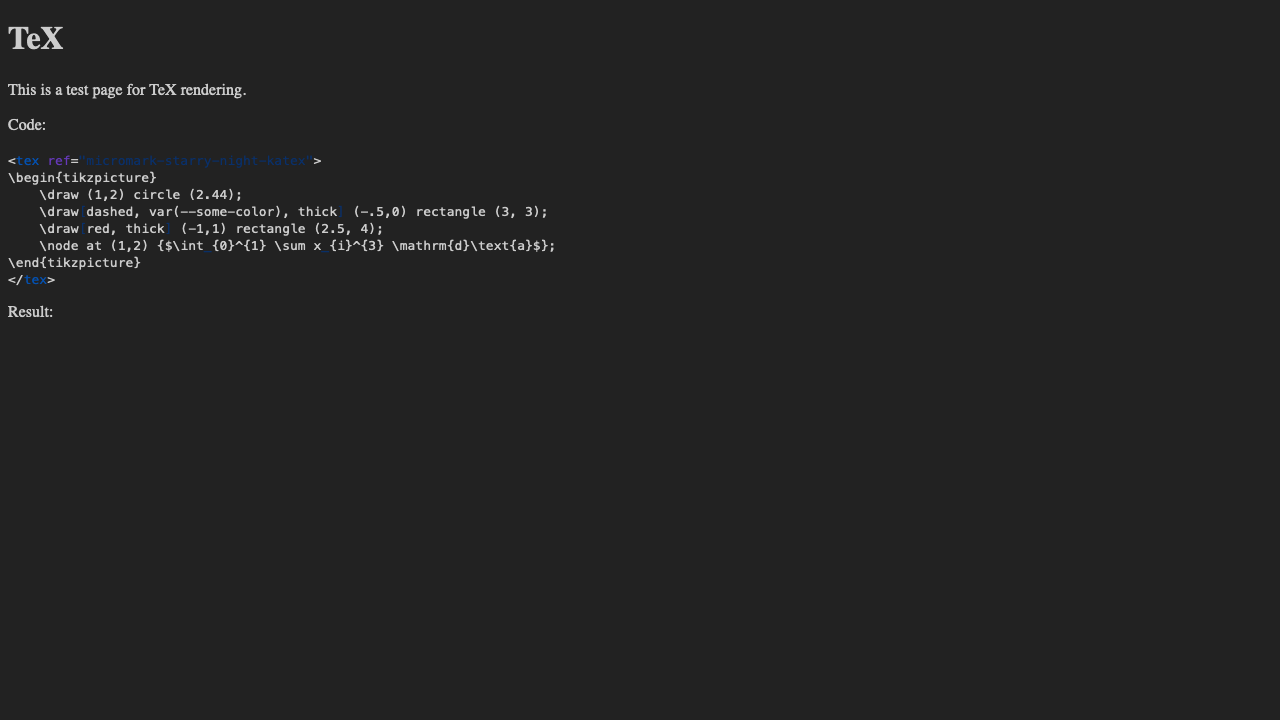 TeX
This is a test page for TeX rendering.
Code:
<tex ref="micromark-starry-night-katex">
\begin{tikzpicture}
    \draw (1,2) circle (2.44);
    \draw[dashed, var(--some-color), thick] (-.5,0) rectangle (3, 3);
    \draw[red, thick] (-1,1) rectangle (2.5, 4);
    \node at (1,2) {$\int_{0}^{1} \sum x_{i}^{3} \mathrm{d}\text{a}$};
\end{tikzpicture}
</tex>
Result: